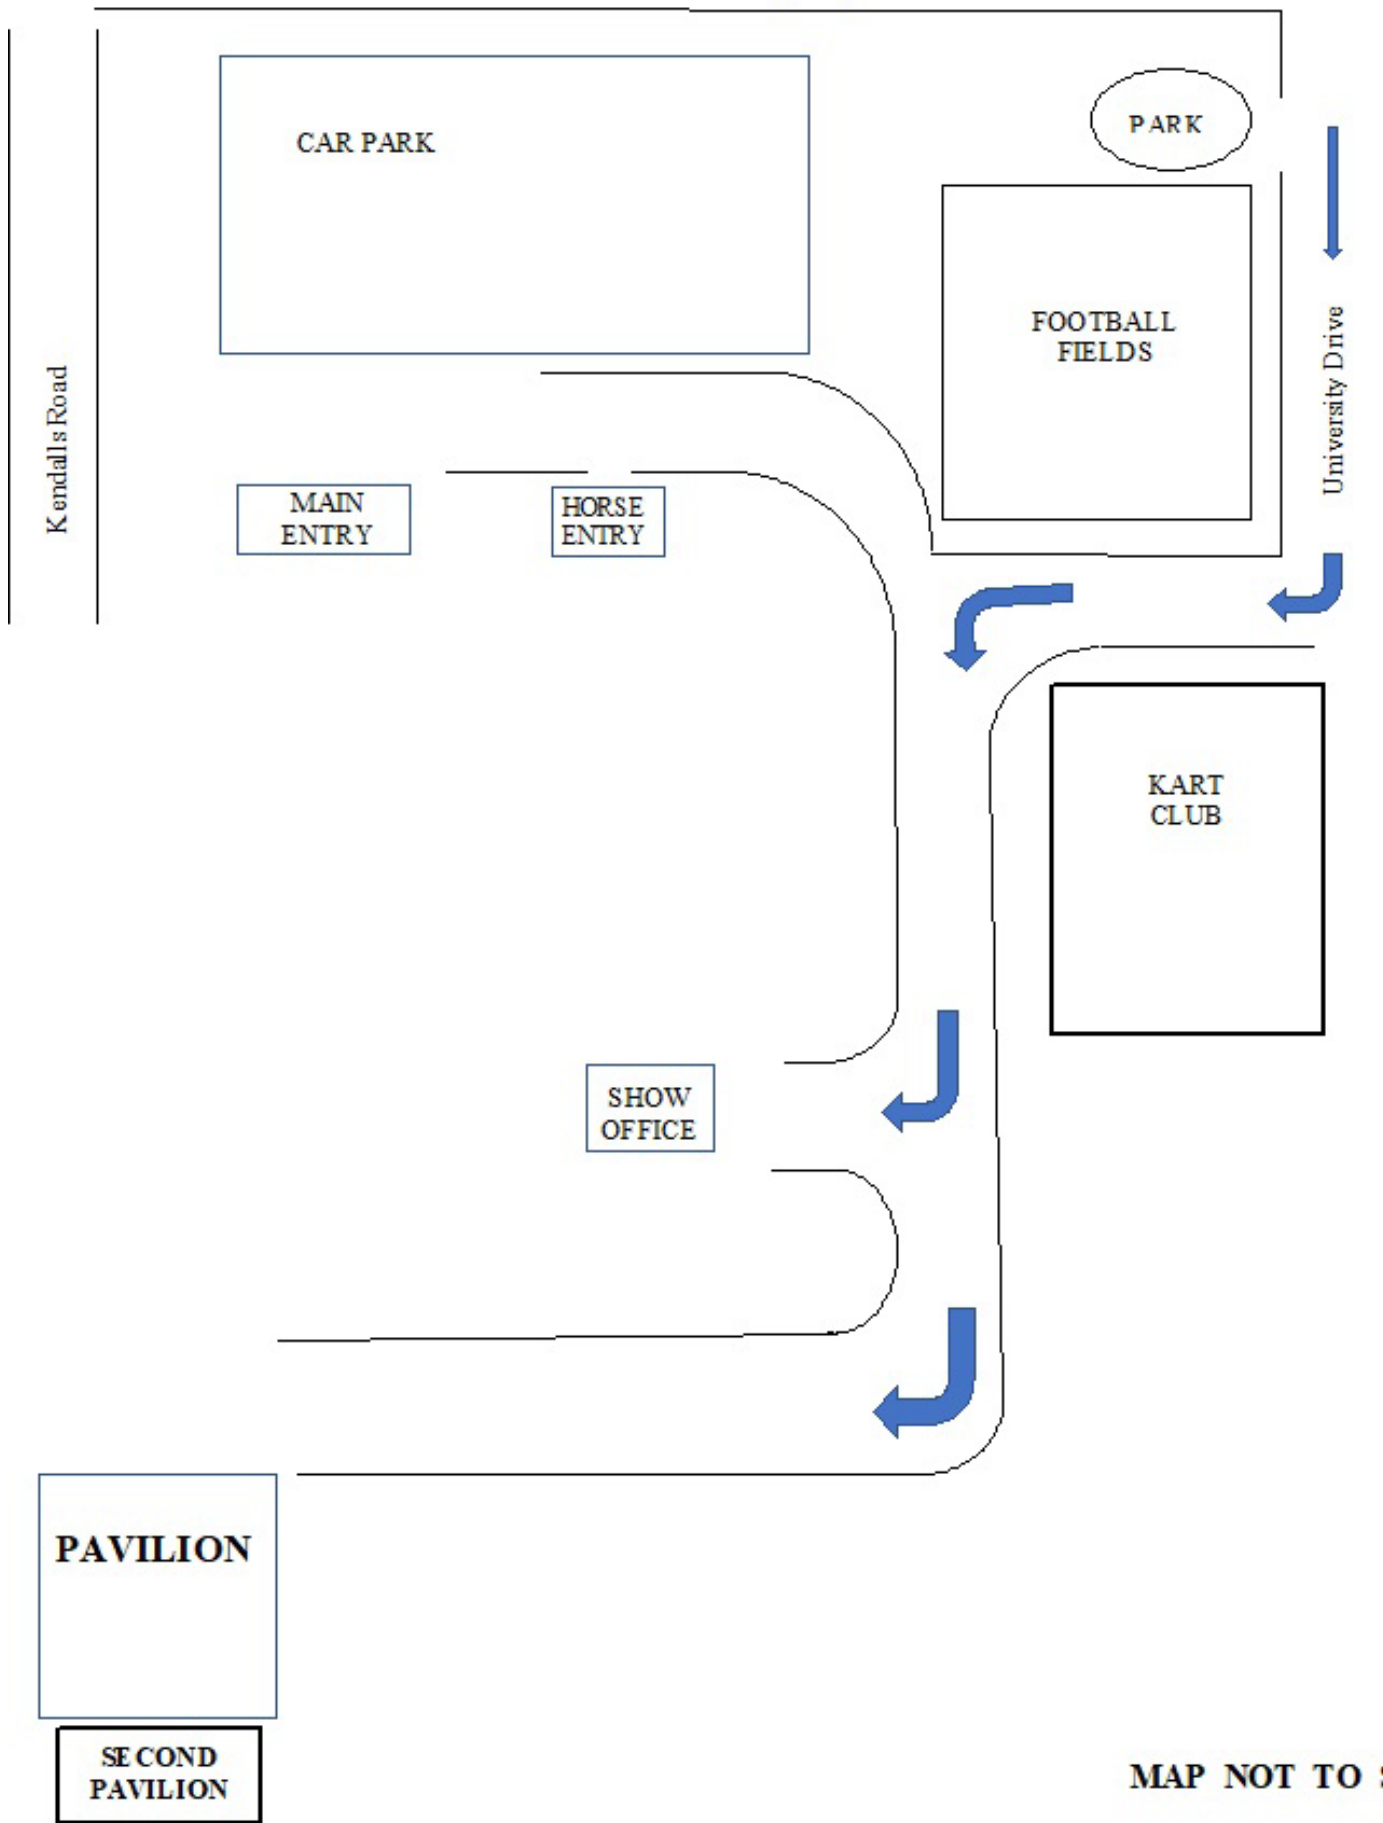 CAR PARK
PARK
FOOTBALL
FIELDS
University Drive
Kendalls Road
MAIN
ENTRY
HORSE
ENTRY
KART
CLUB
SHOW
OFFICE
PAVILION
SECOND
PAVILION
MAP NOT TO